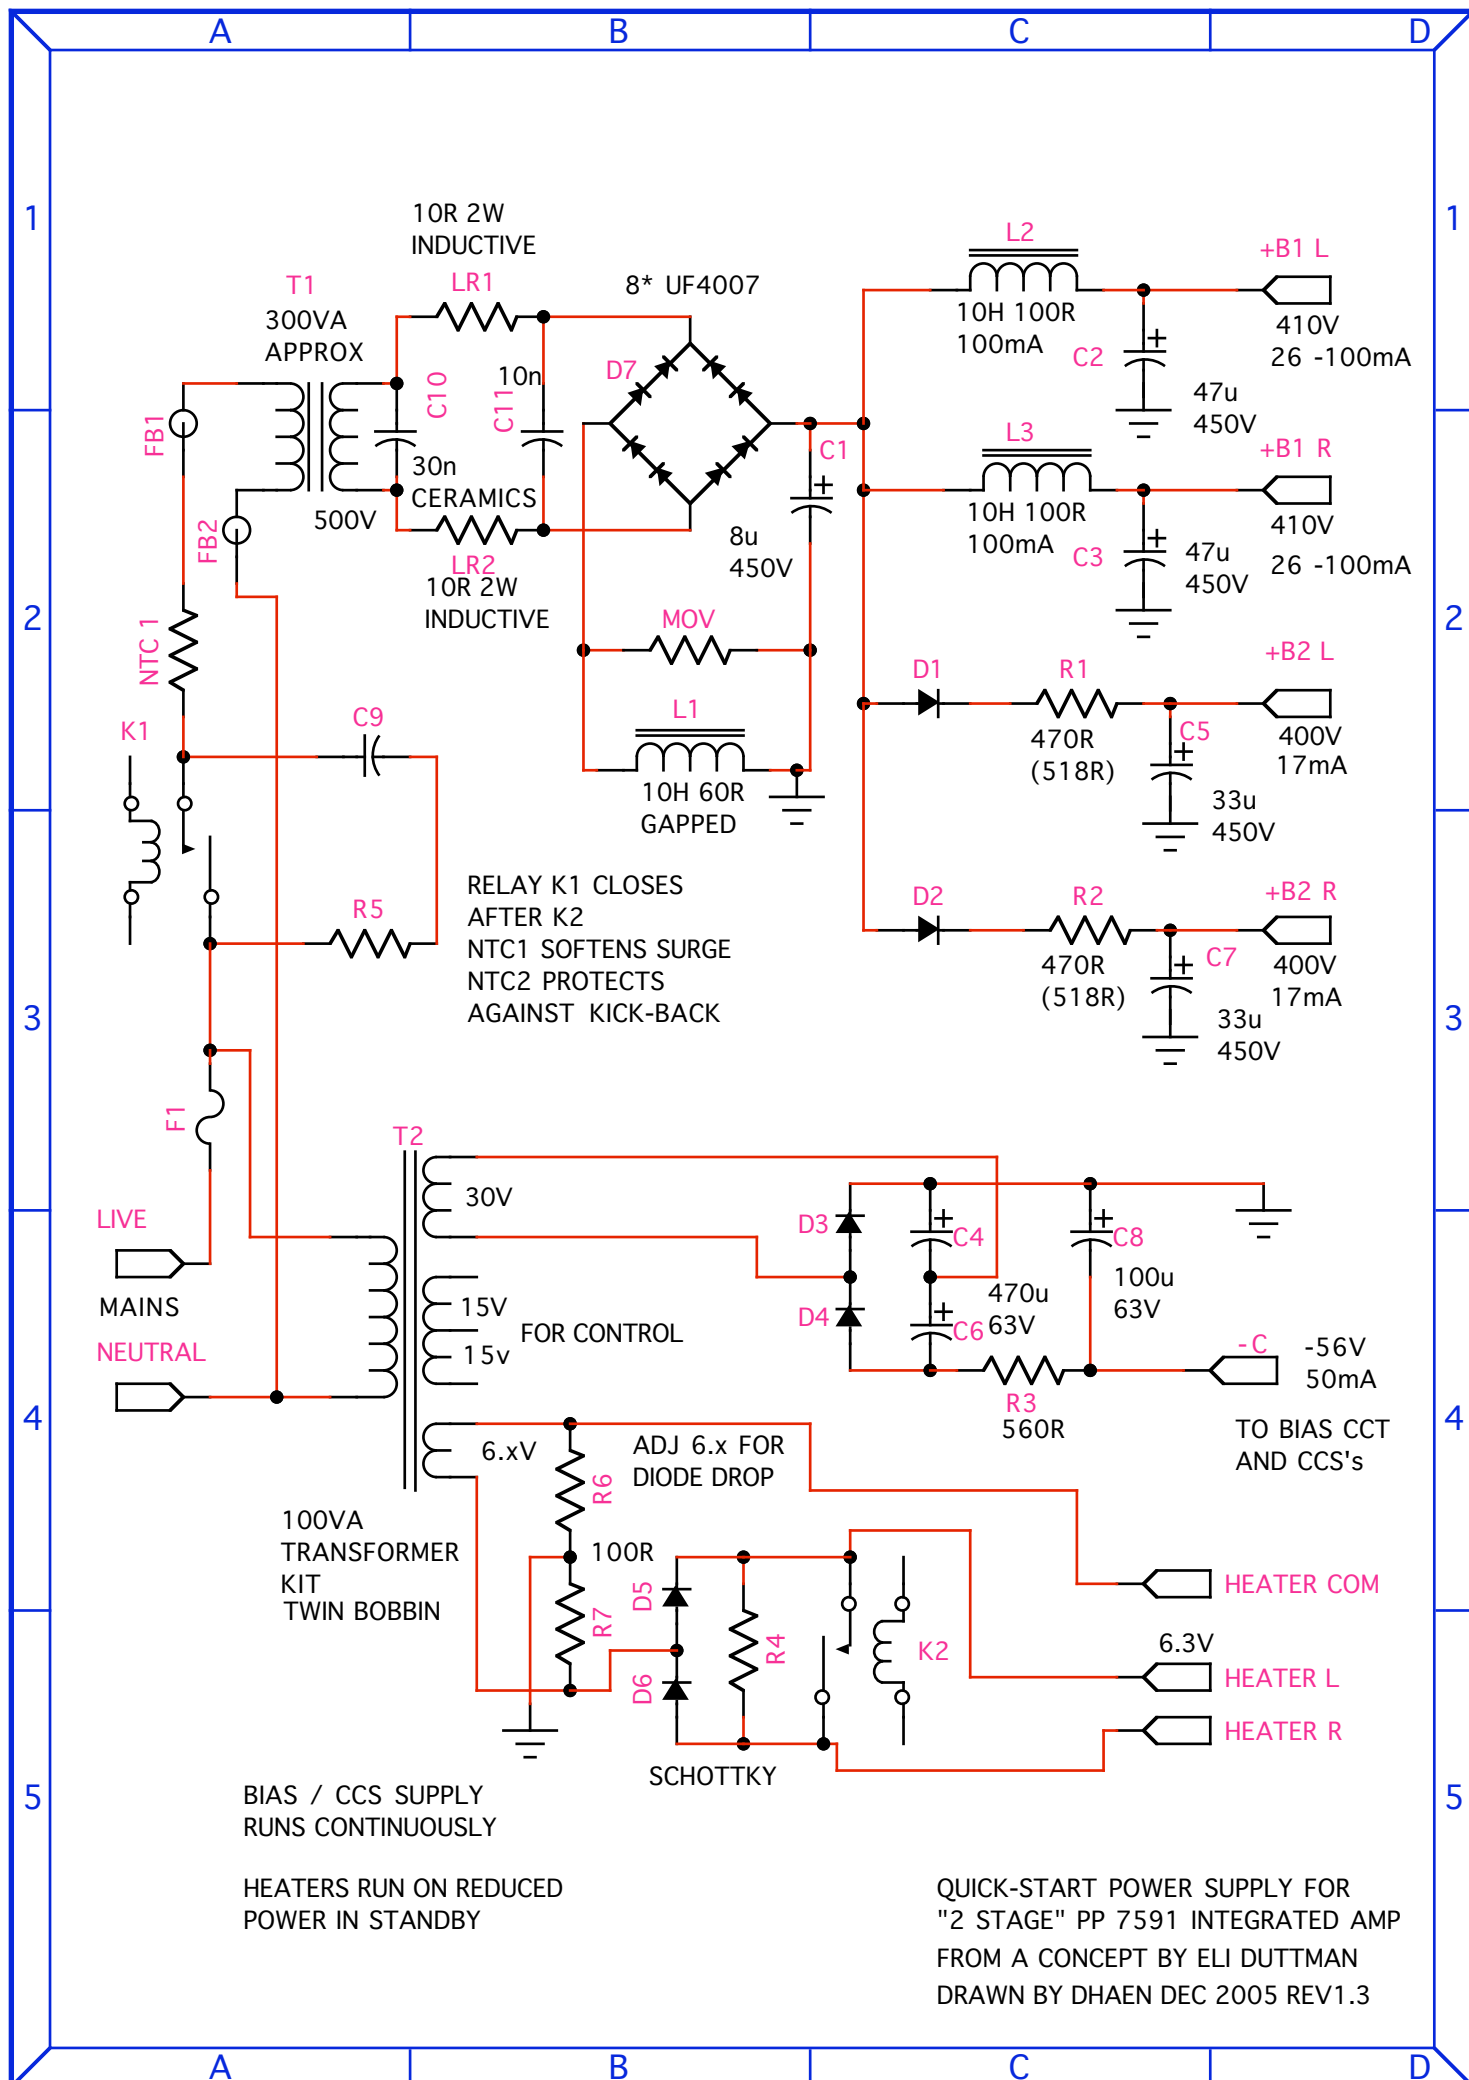 A
B
C
D
1
1
10R 2W
INDUCTIVE
LR1
8* UF4007
L2
+B1 L
T1
300VA
APPROX
10H 100R
100mA
410V
26 -100mA
C2
D7
10n
C10
C11
47u
450V
FB1
C1
L3
+B1 R
30n
CERAMICS
500V
FB2
LR2
10R 2W
INDUCTIVE
8u
450V
10H 100R
100mA
C3
47u
450V
410V
26 -100mA
2
2
NTC 1
MOV
D1
R1
+B2 L
K1
C9
L1
470R
(518R)
C5
400V
17mA
10H 60R
GAPPED
33u
450V
RELAY K1 CLOSES
AFTER K2
NTC1 SOFTENS SURGE
NTC2 PROTECTS
AGAINST KICK-BACK
R5
D2
R2
+B2 R
470R
(518R)
C7
400V
17mA
3
3
33u
450V
F1
T2
30V
LIVE
MAINS
NEUTRAL
D3
C4
C8
15V
15v
FOR CONTROL
D4
470u
63V
C6
100u
63V
-C
-56V
50mA
R3
560R
4
4
6.xV
ADJ 6.x FOR
DIODE DROP
TO BIAS CCT
AND CCS's
R6
100VA
TRANSFORMER
KIT
TWIN BOBBIN
100R
R7
D5
D6
R4
K2
HEATER COM
6.3V
HEATER L
HEATER R
SCHOTTKY
5
5
BIAS / CCS SUPPLY
RUNS CONTINUOUSLY
HEATERS RUN ON REDUCED
POWER IN STANDBY
QUICK-START POWER SUPPLY FOR
"2 STAGE" PP 7591 INTEGRATED AMP
FROM A CONCEPT BY ELI DUTTMAN
DRAWN BY DHAEN DEC 2005 REV1.3
A
B
C
D